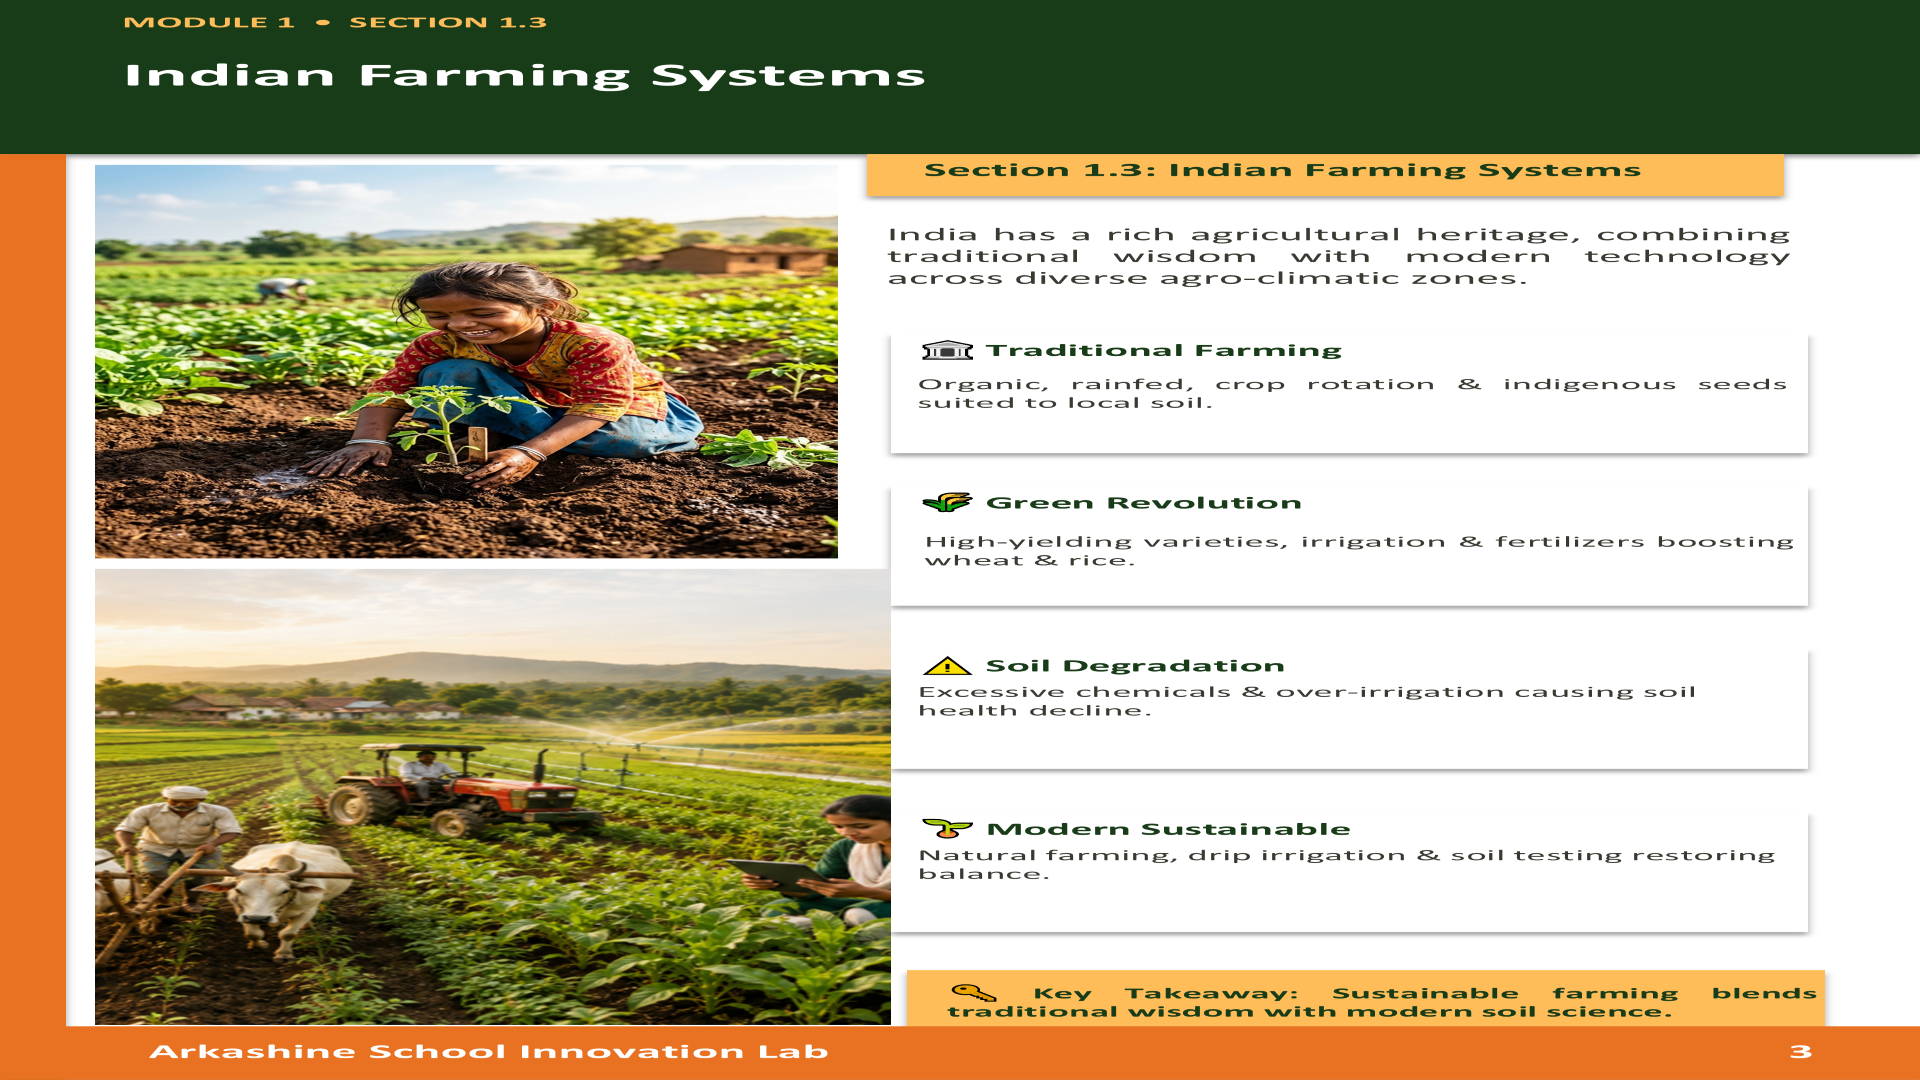 MODULE 1 • SECTION 1.3
Indian Farming Systems
Section 1.3: Indian Farming Systems
India has a rich agricultural heritage, combining
traditional wisdom with modern technology
across diverse agro-climatic zones.
Traditional Farming
Organic, rainfed, crop rotation & indigenous seeds
suited to local soil.
Green Revolution
High-yielding varieties, irrigation & fertilizers boosting
wheat & rice.
Soil Degradation
Excessive chemicals & over-irrigation causing soil
health decline.
Modern Sustainable
Natural farming, drip irrigation & soil testing restoring
balance.
Key Takeaway: Sustainable farming blends
traditional wisdom with modern soil science.
Arkashine School Innovation Lab
3